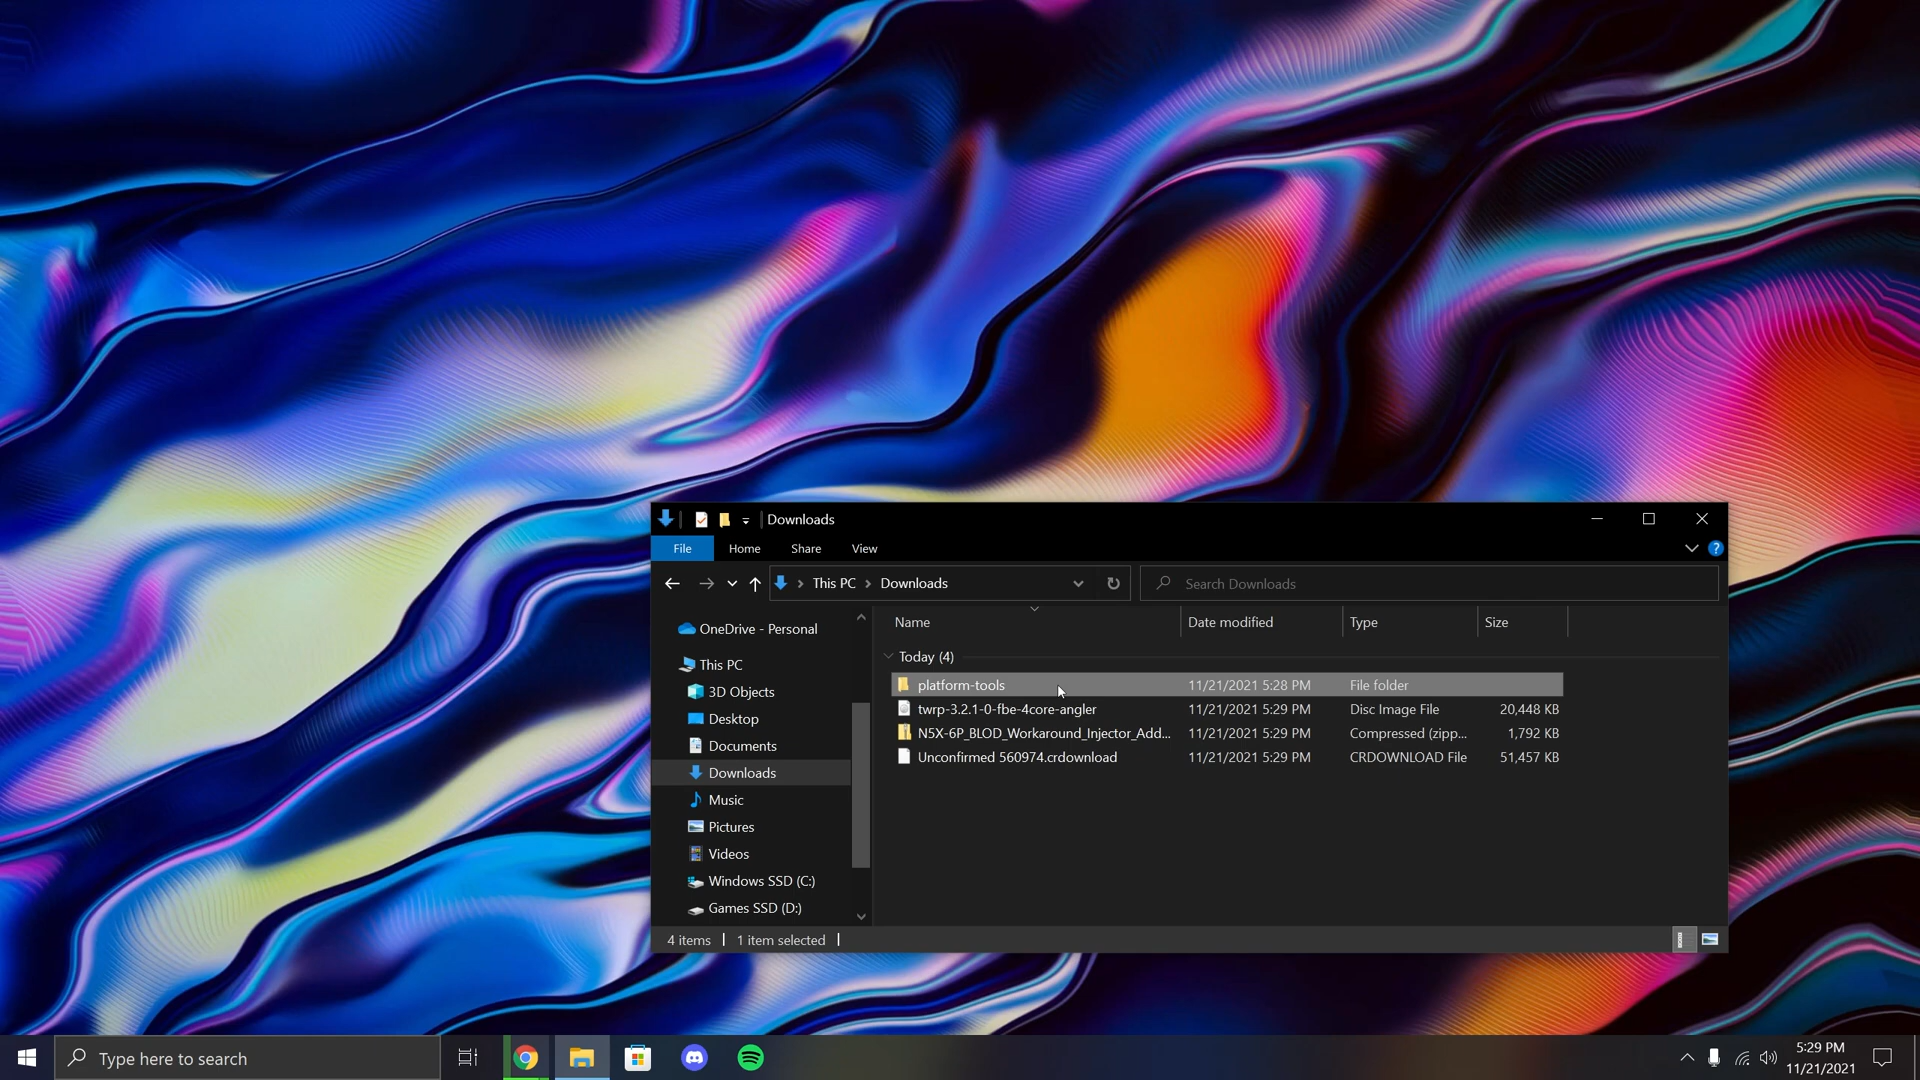 Downloads
File Home Share View
This PC Downloads
Search Downloads
OneDrive - Personal
This PC
3D Objects
Desktop
Documents
Downloads
Music
Pictures
Videos
Windows SSD (C:)
Games SSD (D:)
Name Date modified Type Size
Today (4)
platform-tools 11/21/2021 5:28 PM File folder
twrp-3.2.1-0-fbe-4core-angler 11/21/2021 5:29 PM Disc Image File 20,448 KB
N5X-6P_BLOD_Workaround_Injector_Add... 11/21/2021 5:29 PM Compressed (zipp... 1,792 KB
Unconfirmed 560974.crdownload 11/21/2021 5:29 PM CRDOWNLOAD File 51,457 KB
4 items 1 item selected
Type here to search
5:29 PM
11/21/2021